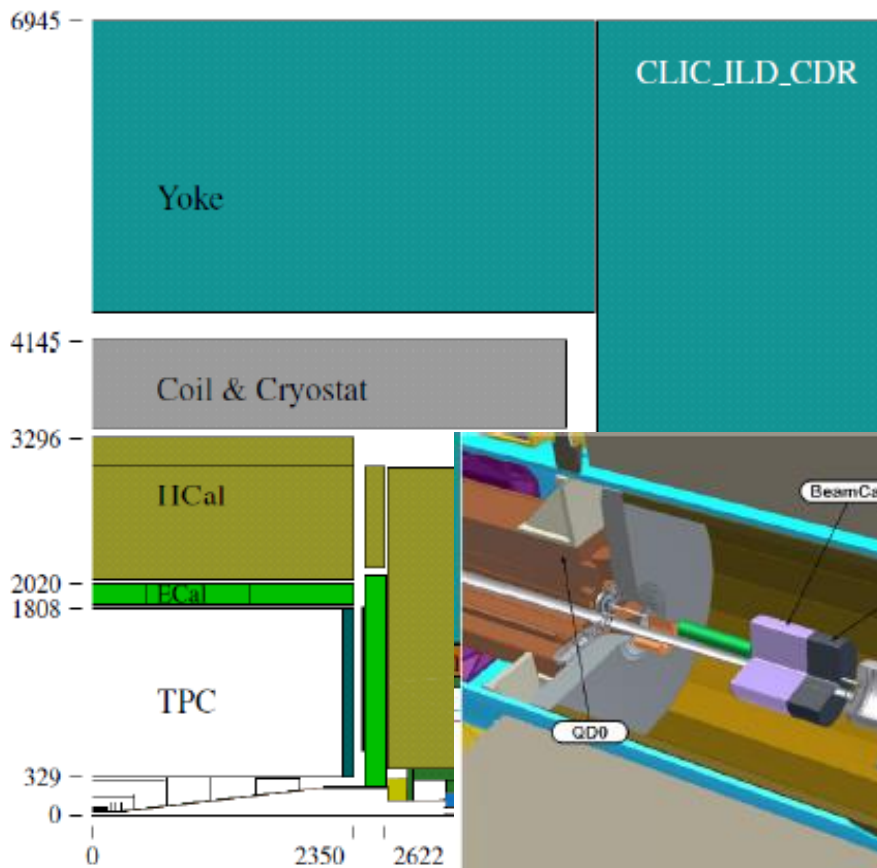 6945
CLIC_ILD_CDR
Yoke
4145
Coil & Cryostat
3296
HCal
BeamCa
2020
ECal
1808
TPC
QD0
329
0
0
2350
2622